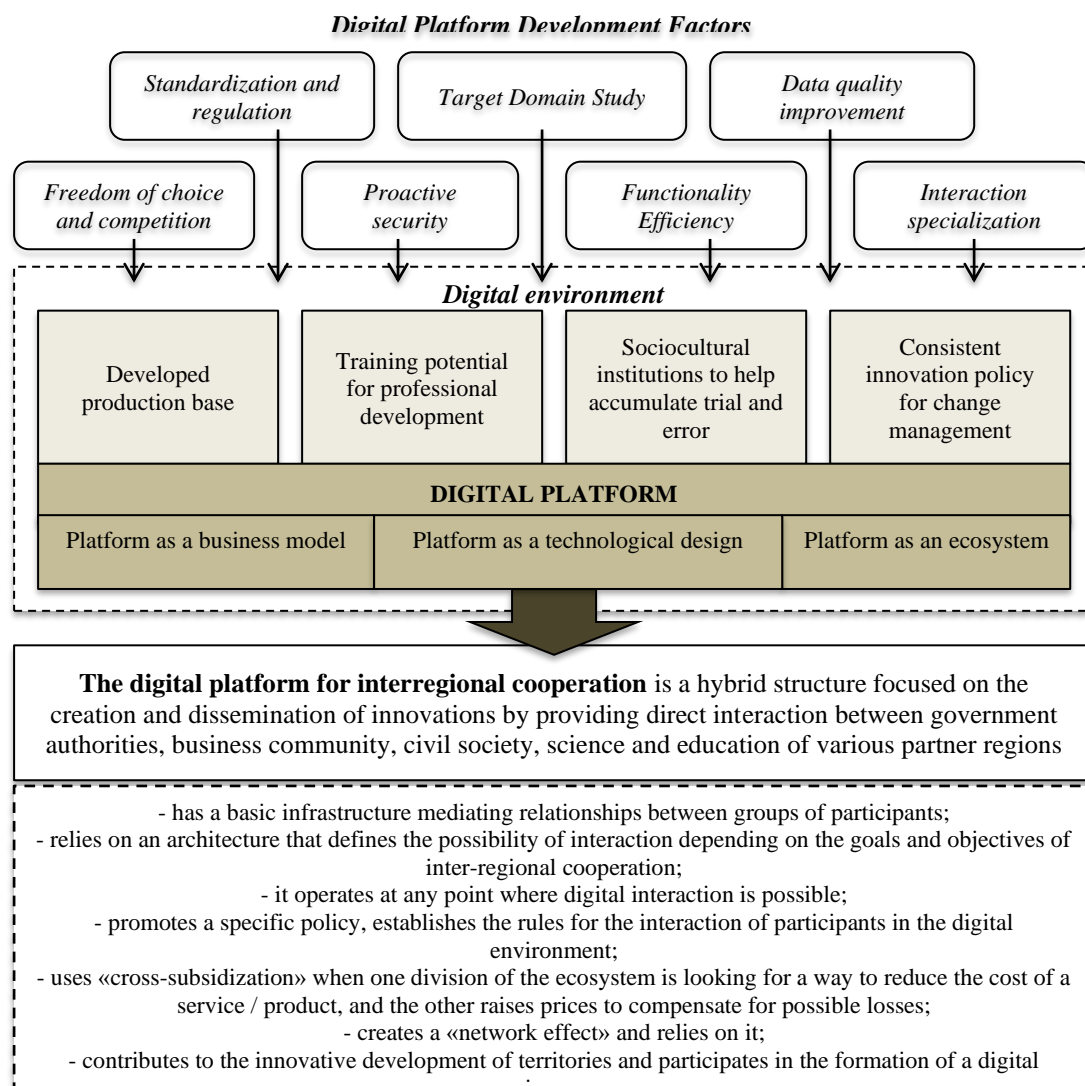 Digital Platform Development Factors
Standardization and
regulation
Target Domain Study
Data quality
improvement
Freedom of choice
and competition
Proactive
security
Functionality
Efficiency
Interaction
specialization
Digital environment
Developed
production base
Training potential
for professional
development
Sociocultural
institutions to help
accumulate trial and
error
Consistent
innovation policy
for change
management
DIGITAL PLATFORM
Platform as a business model
Platform as a technological design
Platform as an ecosystem
The digital platform for interregional cooperation is a hybrid structure focused on the
creation and dissemination of innovations by providing direct interaction between government
authorities, business community, civil society, science and education of various partner regions
- has a basic infrastructure mediating relationships between groups of participants;
- relies on an architecture that defines the possibility of interaction depending on the goals and objectives of
inter-regional cooperation;
- it operates at any point where digital interaction is possible;
- promotes a specific policy, establishes the rules for the interaction of participants in the digital
environment;
- uses «cross-subsidization» when one division of the ecosystem is looking for a way to reduce the cost of a
service / product, and the other raises prices to compensate for possible losses;
- creates a «network effect» and relies on it;
- contributes to the innovative development of territories and participates in the formation of a digital